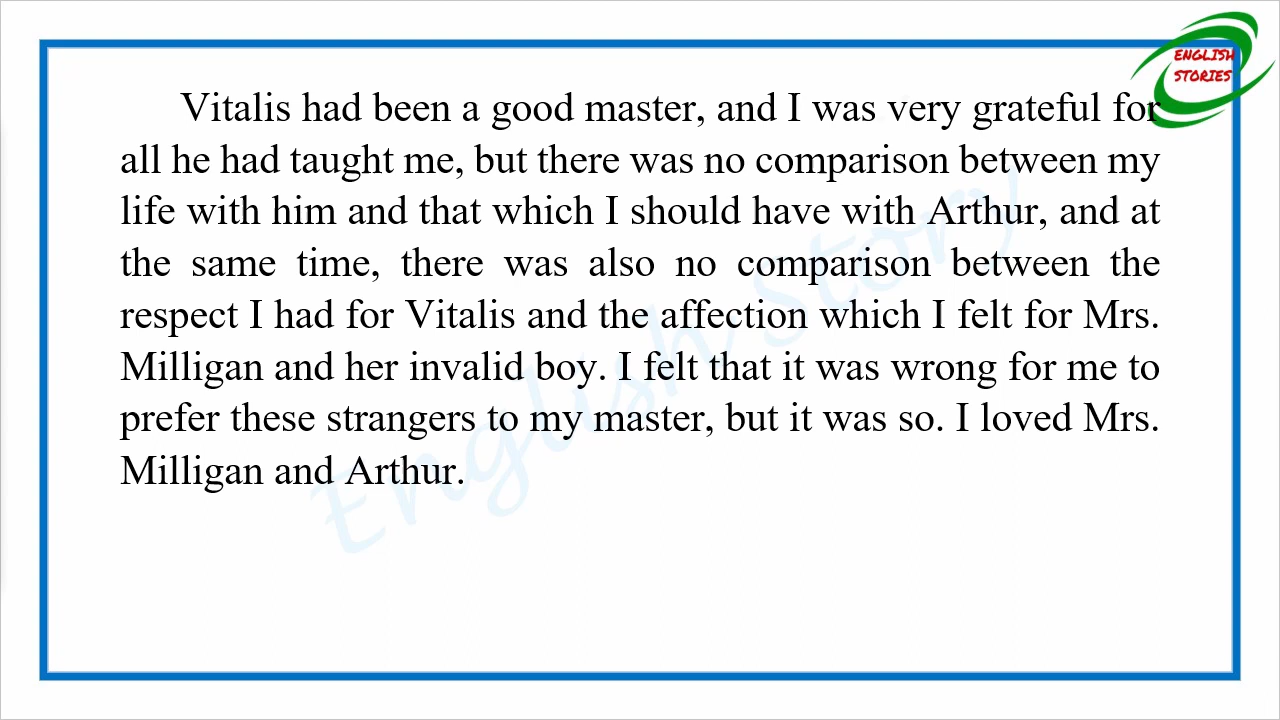 ENGLISH
STORIES
Vitalis had been a good master, and I was very grateful for
all he had taught me, but there was no comparison between my
life with him and that which I should have with Arthur, and at
the same time, there was also no comparison between the
respect I had for Vitalis and the affection which I felt for Mrs.
Milligan and her invalid boy. I felt that it was wrong for me to
prefer these strangers to my master, but it was so. I loved Mrs.
Milligan and Arthur.
English Story